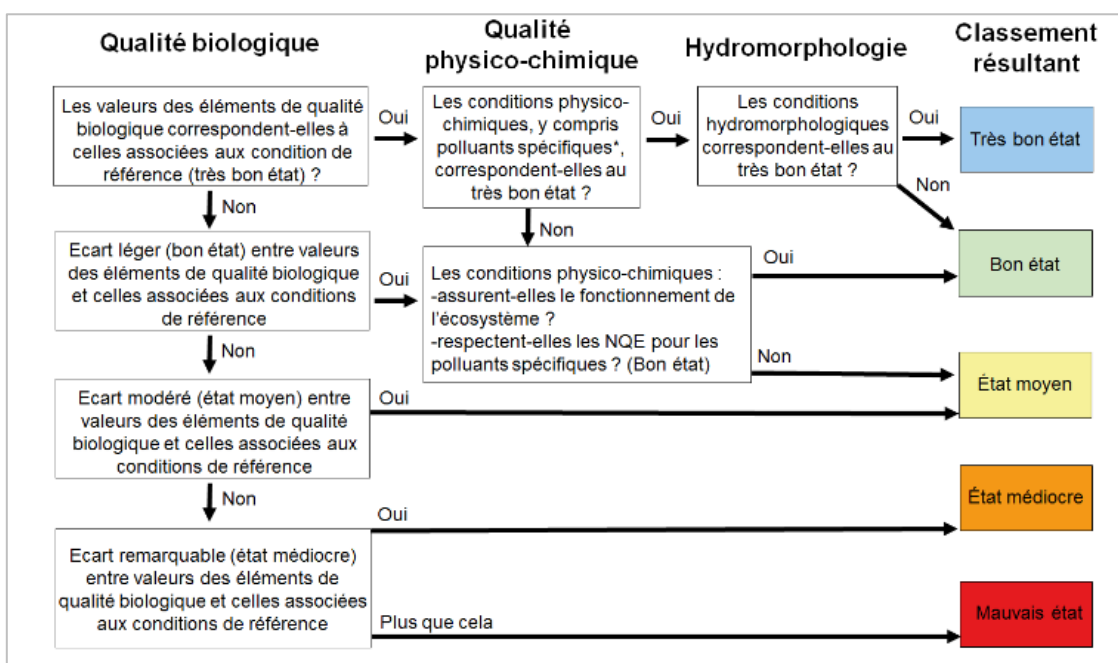 Qualité biologique
Qualité
physico-chimique
Hydromorphologie
Classement
résultant
Les valeurs des éléments de qualité
biologique correspondent-elles à
celles associées aux condition de
référence (très bon état) ?
Oui
Les conditions physico-
chimiques, y compris
polluants spécifiques*,
correspondent-elles au
très bon état ?
Oui
Les conditions
hydromorphologiques
correspondent-elles au
très bon état ?
Oui
Très bon état
Non
Non
Non
Ecart léger (bon état) entre valeurs
des éléments de qualité biologique
et celles associées aux conditions
de référence
Oui
Les conditions physico-chimiques :
-assurent-elles le fonctionnement de
l'écosystème ?
-respectent-elles les NQE pour les
polluants spécifiques ? (Bon état)
Oui
Bon état
Non
Non
État moyen
Ecart modéré (état moyen) entre
valeurs des éléments de qualité
biologique et celles associées aux
conditions de référence
Oui
Non
Oui
État médiocre
Ecart remarquable (état médiocre)
entre valeurs des éléments de
qualité biologique et celles associées
aux conditions de référence
Plus que cela
Mauvais état